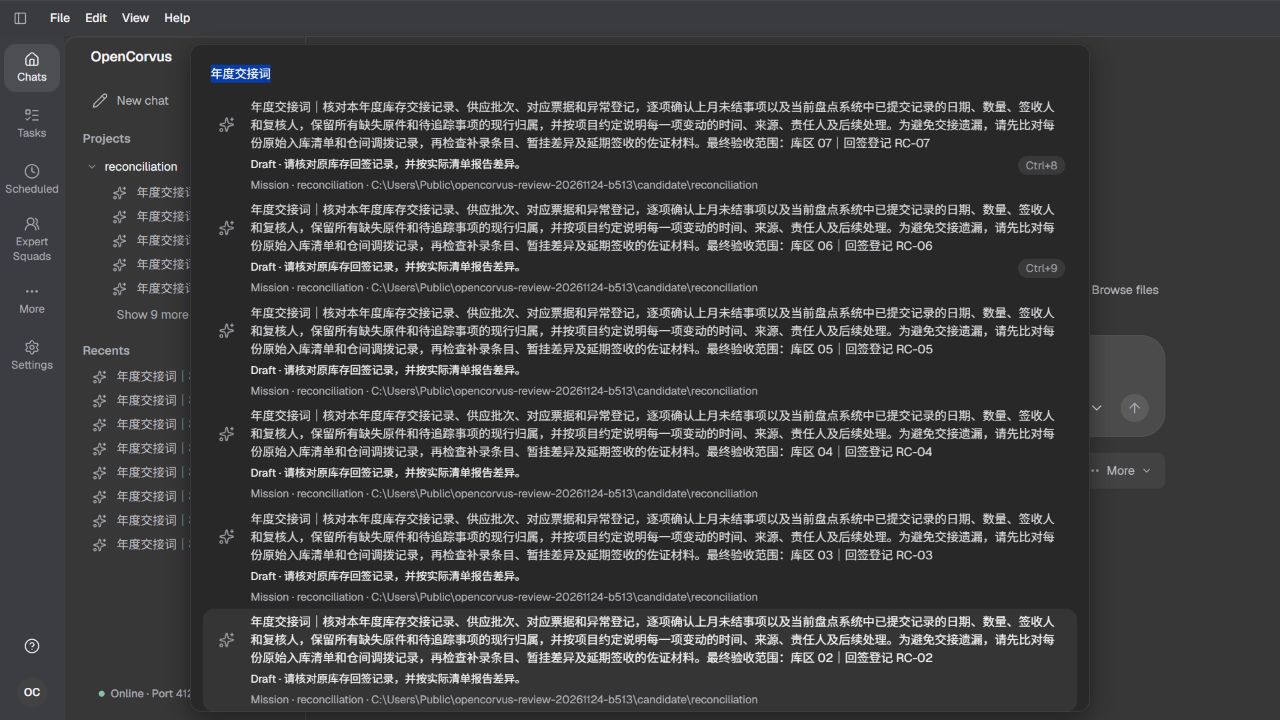 File Edit View Help
Chats
Tasks
Scheduled
Expert
Squads
More
Settings
OC
OpenCorvus
New chat
Projects
reconciliation
年度交接词
年度交接词
年度交接词
年度交接词
年度交接词
Show 9 more
Recents
年度交接词｜
年度交接词｜
年度交接词｜
年度交接词｜
年度交接词｜
年度交接词｜
年度交接词｜
年度交接词｜
Online · Port 412
年度交接词
年度交接词｜核对本年度库存交接记录、供应批次、对应票据和异常登记，逐项确认上月未结事项以及当前盘点系统中已提交记录的日期、数量、签收人
和复核人，保留所有缺失原件和待追踪事项的现行归属，并按项目约定说明每一项变动的时间、来源、责任人及后续处理。为避免交接遗漏，请先比对每
份原始入库清单和仓间调拨记录，再检查补录条目、暂挂差异及延期签收的佐证材料。最终验收范围：库区 07｜回签登记 RC-07
Draft · 请核对原库存回签记录，并按实际清单报告差异。
Ctrl+8
Mission · reconciliation · C:\Users\Public\opencorvus-review-20261124-b513\candidate\reconciliation
年度交接词｜核对本年度库存交接记录、供应批次、对应票据和异常登记，逐项确认上月未结事项以及当前盘点系统中已提交记录的日期、数量、签收人
和复核人，保留所有缺失原件和待追踪事项的现行归属，并按项目约定说明每一项变动的时间、来源、责任人及后续处理。为避免交接遗漏，请先比对每
份原始入库清单和仓间调拨记录，再检查补录条目、暂挂差异及延期签收的佐证材料。最终验收范围：库区 06｜回签登记 RC-06
Draft · 请核对原库存回签记录，并按实际清单报告差异。
Ctrl+9
Mission · reconciliation · C:\Users\Public\opencorvus-review-20261124-b513\candidate\reconciliation
年度交接词｜核对本年度库存交接记录、供应批次、对应票据和异常登记，逐项确认上月未结事项以及当前盘点系统中已提交记录的日期、数量、签收人
和复核人，保留所有缺失原件和待追踪事项的现行归属，并按项目约定说明每一项变动的时间、来源、责任人及后续处理。为避免交接遗漏，请先比对每
份原始入库清单和仓间调拨记录，再检查补录条目、暂挂差异及延期签收的佐证材料。最终验收范围：库区 05｜回签登记 RC-05
Draft · 请核对原库存回签记录，并按实际清单报告差异。
Mission · reconciliation · C:\Users\Public\opencorvus-review-20261124-b513\candidate\reconciliation
年度交接词｜核对本年度库存交接记录、供应批次、对应票据和异常登记，逐项确认上月未结事项以及当前盘点系统中已提交记录的日期、数量、签收人
和复核人，保留所有缺失原件和待追踪事项的现行归属，并按项目约定说明每一项变动的时间、来源、责任人及后续处理。为避免交接遗漏，请先比对每
份原始入库清单和仓间调拨记录，再检查补录条目、暂挂差异及延期签收的佐证材料。最终验收范围：库区 04｜回签登记 RC-04
Draft · 请核对原库存回签记录，并按实际清单报告差异。
Mission · reconciliation · C:\Users\Public\opencorvus-review-20261124-b513\candidate\reconciliation
年度交接词｜核对本年度库存交接记录、供应批次、对应票据和异常登记，逐项确认上月未结事项以及当前盘点系统中已提交记录的日期、数量、签收人
和复核人，保留所有缺失原件和待追踪事项的现行归属，并按项目约定说明每一项变动的时间、来源、责任人及后续处理。为避免交接遗漏，请先比对每
份原始入库清单和仓间调拨记录，再检查补录条目、暂挂差异及延期签收的佐证材料。最终验收范围：库区 03｜回签登记 RC-03
Draft · 请核对原库存回签记录，并按实际清单报告差异。
Mission · reconciliation · C:\Users\Public\opencorvus-review-20261124-b513\candidate\reconciliation
年度交接词｜核对本年度库存交接记录、供应批次、对应票据和异常登记，逐项确认上月未结事项以及当前盘点系统中已提交记录的日期、数量、签收人
和复核人，保留所有缺失原件和待追踪事项的现行归属，并按项目约定说明每一项变动的时间、来源、责任人及后续处理。为避免交接遗漏，请先比对每
份原始入库清单和仓间调拨记录，再检查补录条目、暂挂差异及延期签收的佐证材料。最终验收范围：库区 02｜回签登记 RC-02
Draft · 请核对原库存回签记录，并按实际清单报告差异。
Mission · reconciliation · C:\Users\Public\opencorvus-review-20261124-b513\candidate\reconciliation
Browse files
More